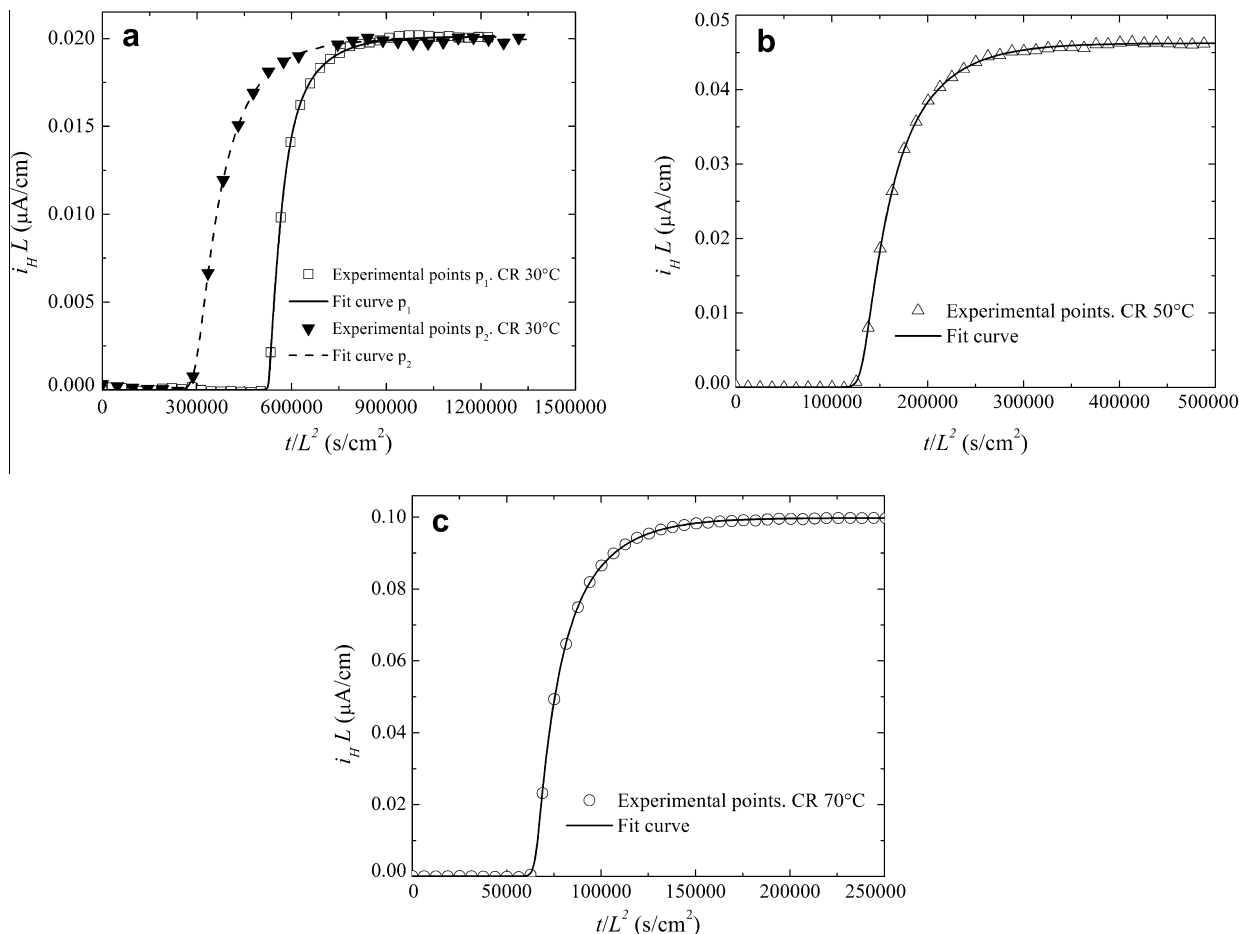 a
0.020
0.015
0.010
0.005
0.000
i_H L (μA/cm)
Experimental points p₁. CR 30°C
Fit curve p₁
Experimental points p₂. CR 30°C
Fit curve p₂
0 300000 600000 900000 1200000 1500000
t/L² (s/cm²)
b
0.05
0.04
0.03
0.02
0.01
0.00
i_H L (μA/cm)
Experimental points. CR 50°C
Fit curve
0 100000 200000 300000 400000 500000
t/L² (s/cm²)
c
0.10
0.08
0.06
0.04
0.02
0.00
i_H L (μA/cm)
Experimental points. CR 70°C
Fit curve
0 50000 100000 150000 200000 250000
t/L² (s/cm²)